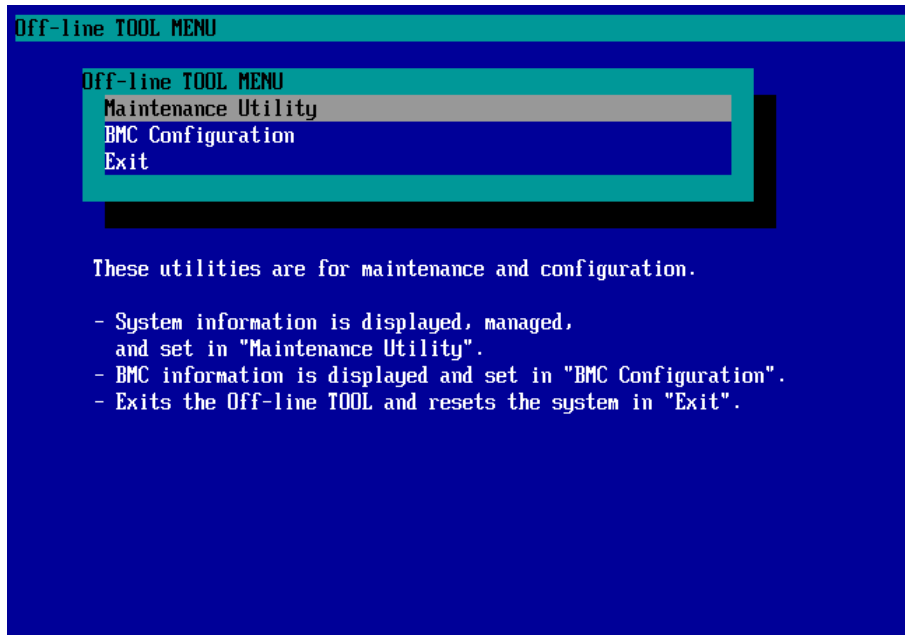 Off-line TOOL MENU
Off-line TOOL MENU
Maintenance Utility
BMC Configuration
Exit
These utilities are for maintenance and configuration.
- System information is displayed, managed,
and set in "Maintenance Utility".
- BMC information is displayed and set in "BMC Configuration".
- Exits the Off-line TOOL and resets the system in "Exit".